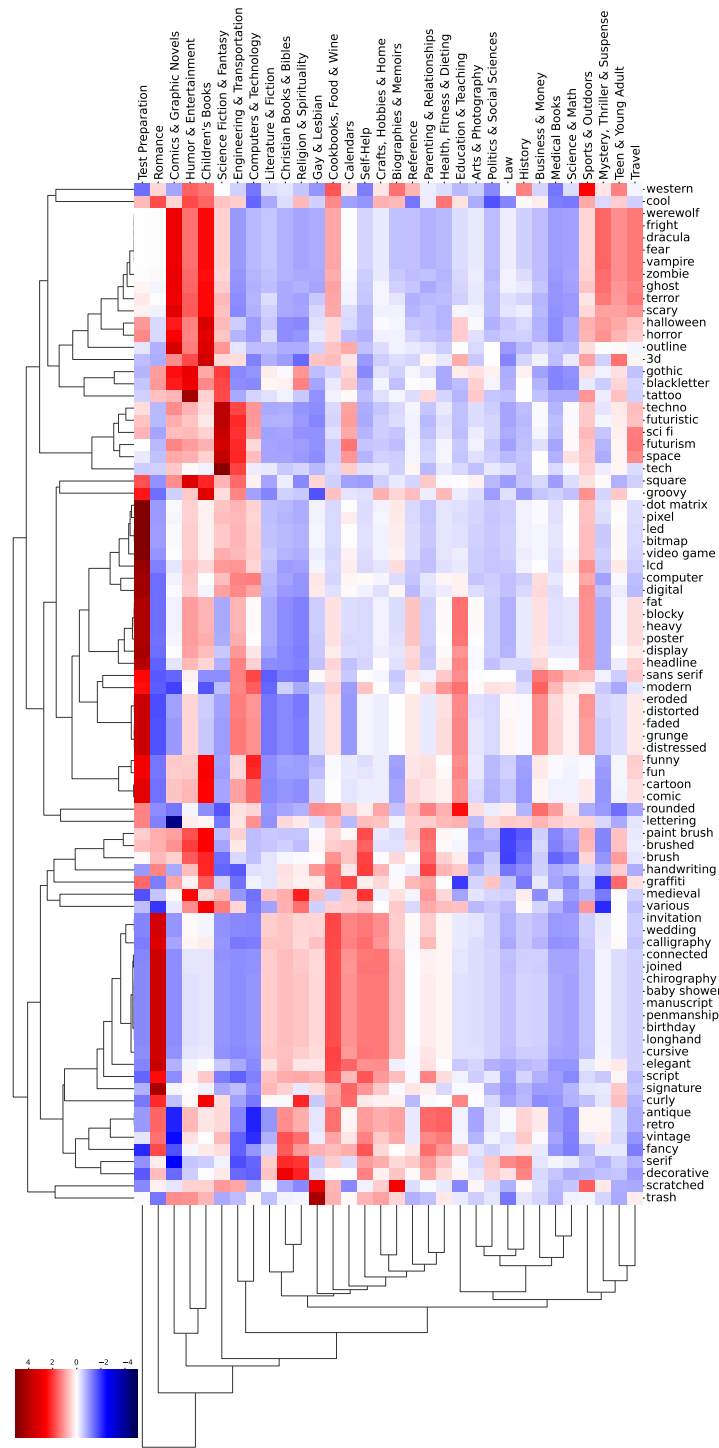 Test Preparation
Romance
Comics & Graphic Novels
Humor & Entertainment
Children's Books
Science Fiction & Fantasy
Engineering & Transportation
Computers & Technology
Literature & Fiction
Christian Books & Bibles
Religion & Spirituality
Gay & Lesbian
Cookbooks, Food & Wine
Calendars
Self-Help
Crafts, Hobbies & Home
Biographies & Memoirs
Reference
Parenting & Relationships
Health, Fitness & Dieting
Education & Teaching
Arts & Photography
Politics & Social Sciences
Law
History
Business & Money
Medical Books
Science & Math
Sports & Outdoors
Mystery, Thriller & Suspense
Teen & Young Adult
Travel
western
cool
werewolf
fright
dracula
fear
vampire
zombie
ghost
terror
scary
halloween
horror
outline
3d
gothic
blackletter
tattoo
techno
futuristic
sci fi
futurism
space
tech
square
groovy
dot matrix
pixel
led
bitmap
video game
lcd
computer
digital
fat
blocky
heavy
poster
display
headline
sans serif
modern
eroded
distorted
faded
grunge
distressed
funny
fun
cartoon
comic
rounded
lettering
paint brush
brushed
brush
handwriting
graffiti
medieval
various
invitation
wedding
calligraphy
connected
joined
chirography
baby shower
manuscript
penmanship
birthday
longhand
cursive
elegant
script
signature
curly
antique
retro
vintage
fancy
serif
decorative
scratched
trash
4 2 0 −2 −4